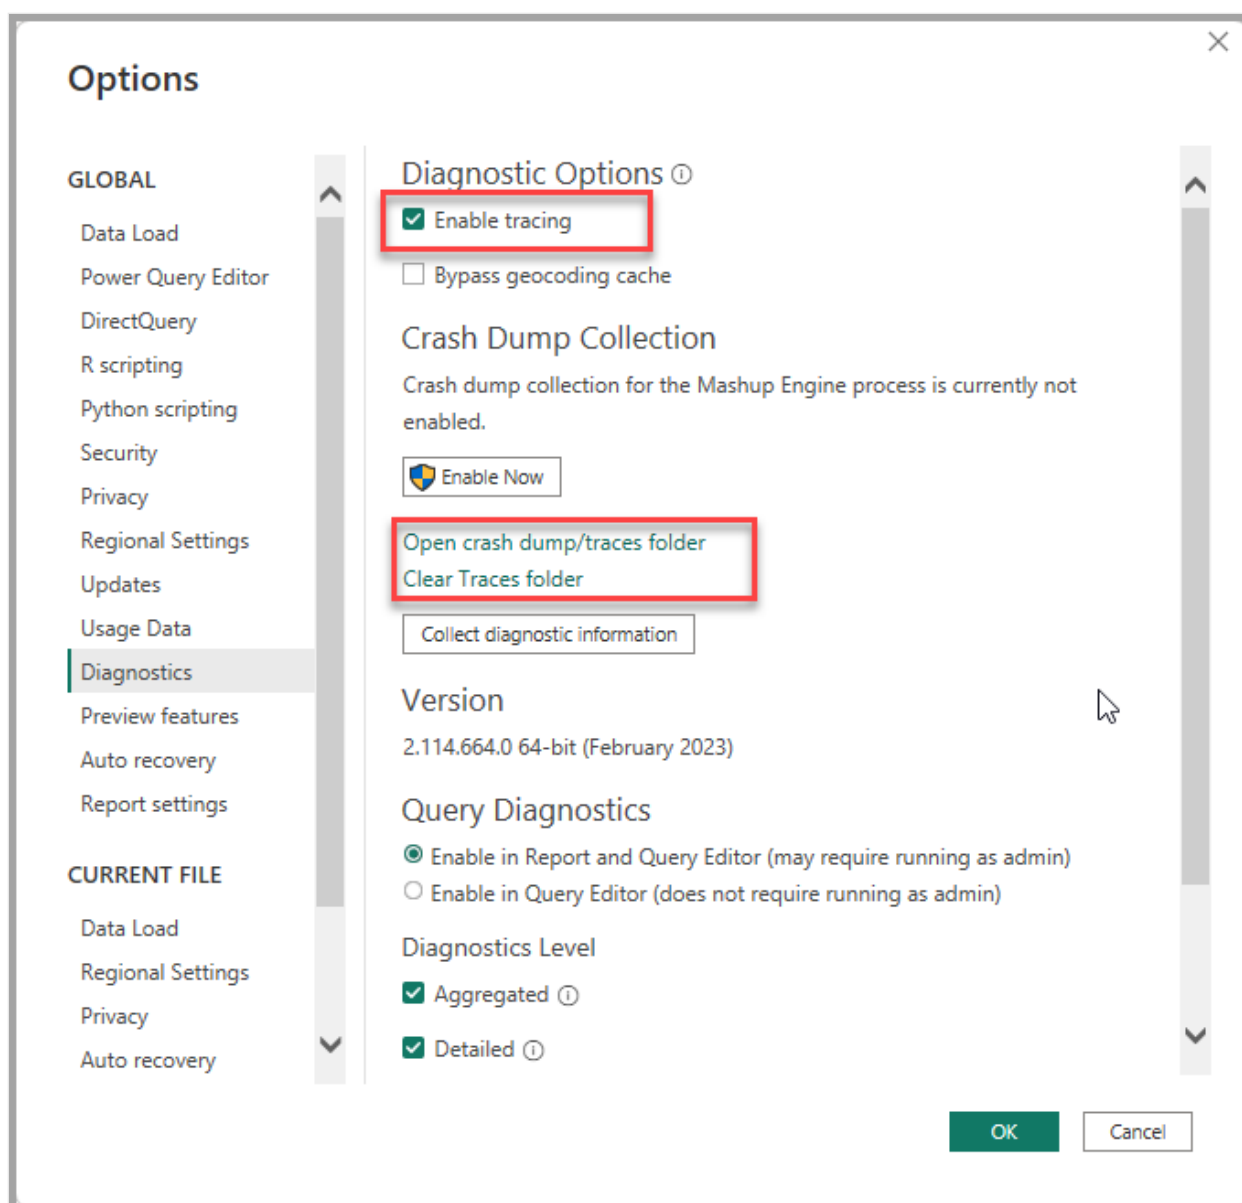 Options
GLOBAL
Data Load
Power Query Editor
DirectQuery
R scripting
Python scripting
Security
Privacy
Regional Settings
Updates
Usage Data
Diagnostics
Preview features
Auto recovery
Report settings
CURRENT FILE
Data Load
Regional Settings
Privacy
Auto recovery
Diagnostic Options
Enable tracing
Bypass geocoding cache
Crash Dump Collection
Crash dump collection for the Mashup Engine process is currently not
enabled.
Enable Now
Open crash dump/traces folder
Clear Traces folder
Collect diagnostic information
Version
2.114.664.0 64-bit (February 2023)
Query Diagnostics
Enable in Report and Query Editor (may require running as admin)
Enable in Query Editor (does not require running as admin)
Diagnostics Level
Aggregated
Detailed
OK
Cancel